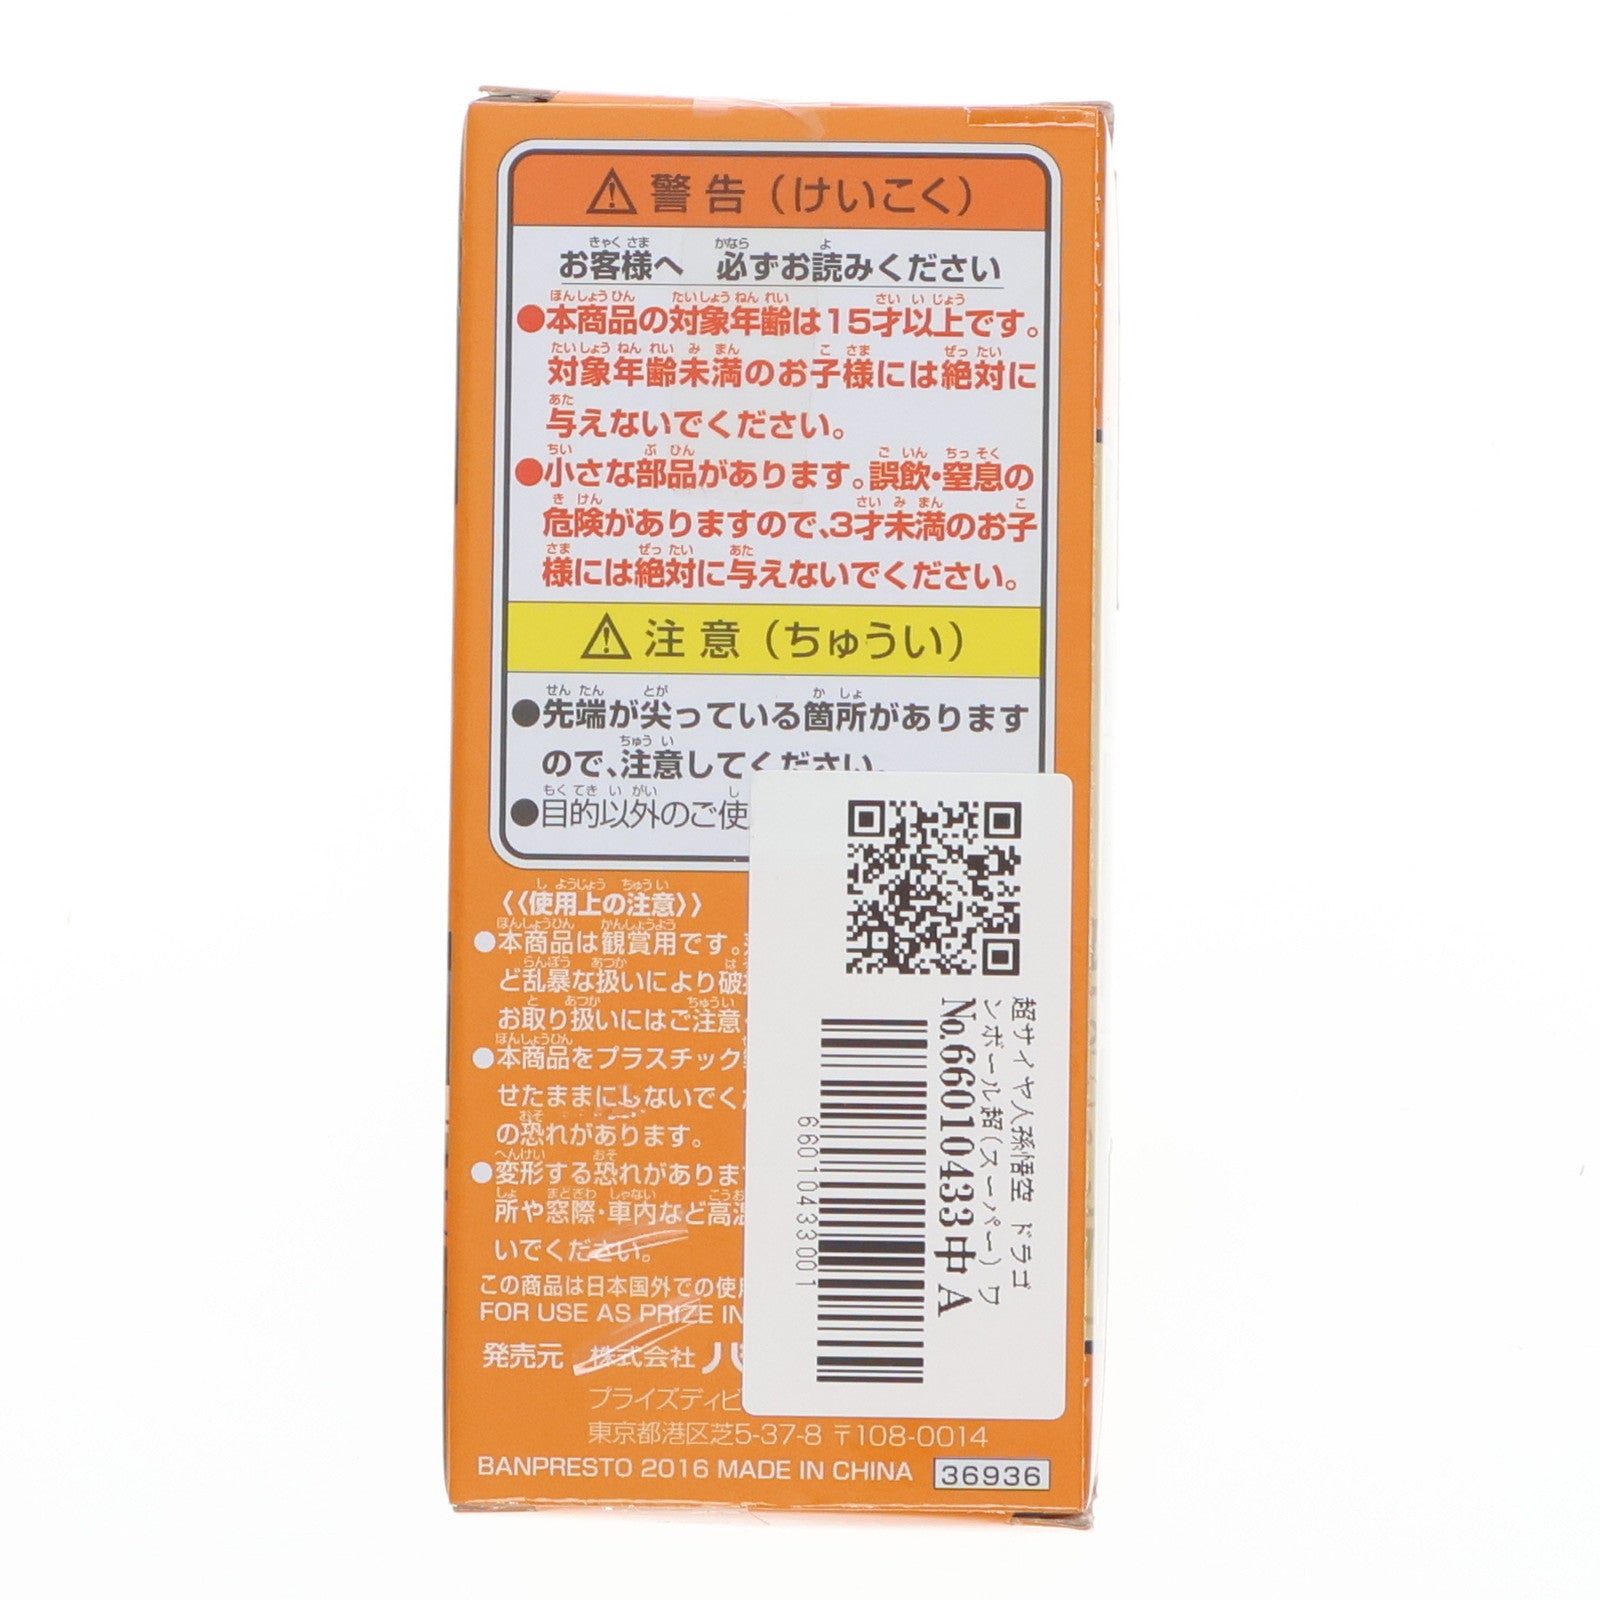 警告（けいこく）
お客様へ 必ずお読みください
●本商品の対象年齢は15才以上です。
対象年齢未満のお子様には絶対に
与えないでください。
●小さな部品があります。誤飲・窒息の
危険がありますので、3才未満のお子
様には絶対に与えないでください。
注意（ちゅうい）
●先端が尖っている箇所があります
ので、注意してください。
●目的以外のご使
《使用上の注意》
●本商品は観賞用です。
ど乱暴な扱いにより破
お取り扱いにはご注意
●本商品をプラスチック
せたままにしないでく
の恐れがあります。
●変形する恐れがありま
所や窓際・車内など高温
いでください。
この商品は日本国外での使用
FOR USE AS PRIZE IN
発売元 株式会社バ
プライズディビ
東京都港区芝5-37-8 〒108-0014
BANPRESTO 2016 MADE IN CHINA 36936
超サイヤ人孫悟空 ドラゴ
ンボール超(スーパー) ワ
No.66010433中A
66010433001